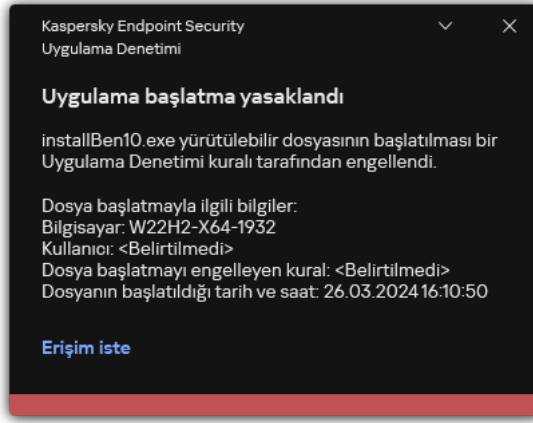 Kaspersky Endpoint Security
Uygulama Denetimi
Uygulama başlatma yasaklandı
installBen10.exe yürütülebilir dosyasının başlatılması bir
Uygulama Denetimi kuralı tarafından engellendi.
Dosya başlatmayla ilgili bilgiler:
Bilgisayar: W22H2-X64-1932
Kullanıcı: <Belirtilmedi>
Dosya başlatmayı engelleyen kural: <Belirtilmedi>
Dosyanın başlatıldığı tarih ve saat: 26.03.2024 16:10:50
Erişim iste